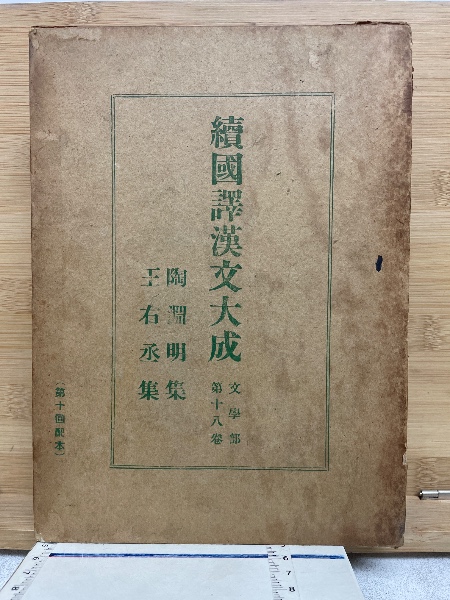 續國譯漢文大成
文學部
第十八卷
陶淵明集
王右丞集
（第十回配本）